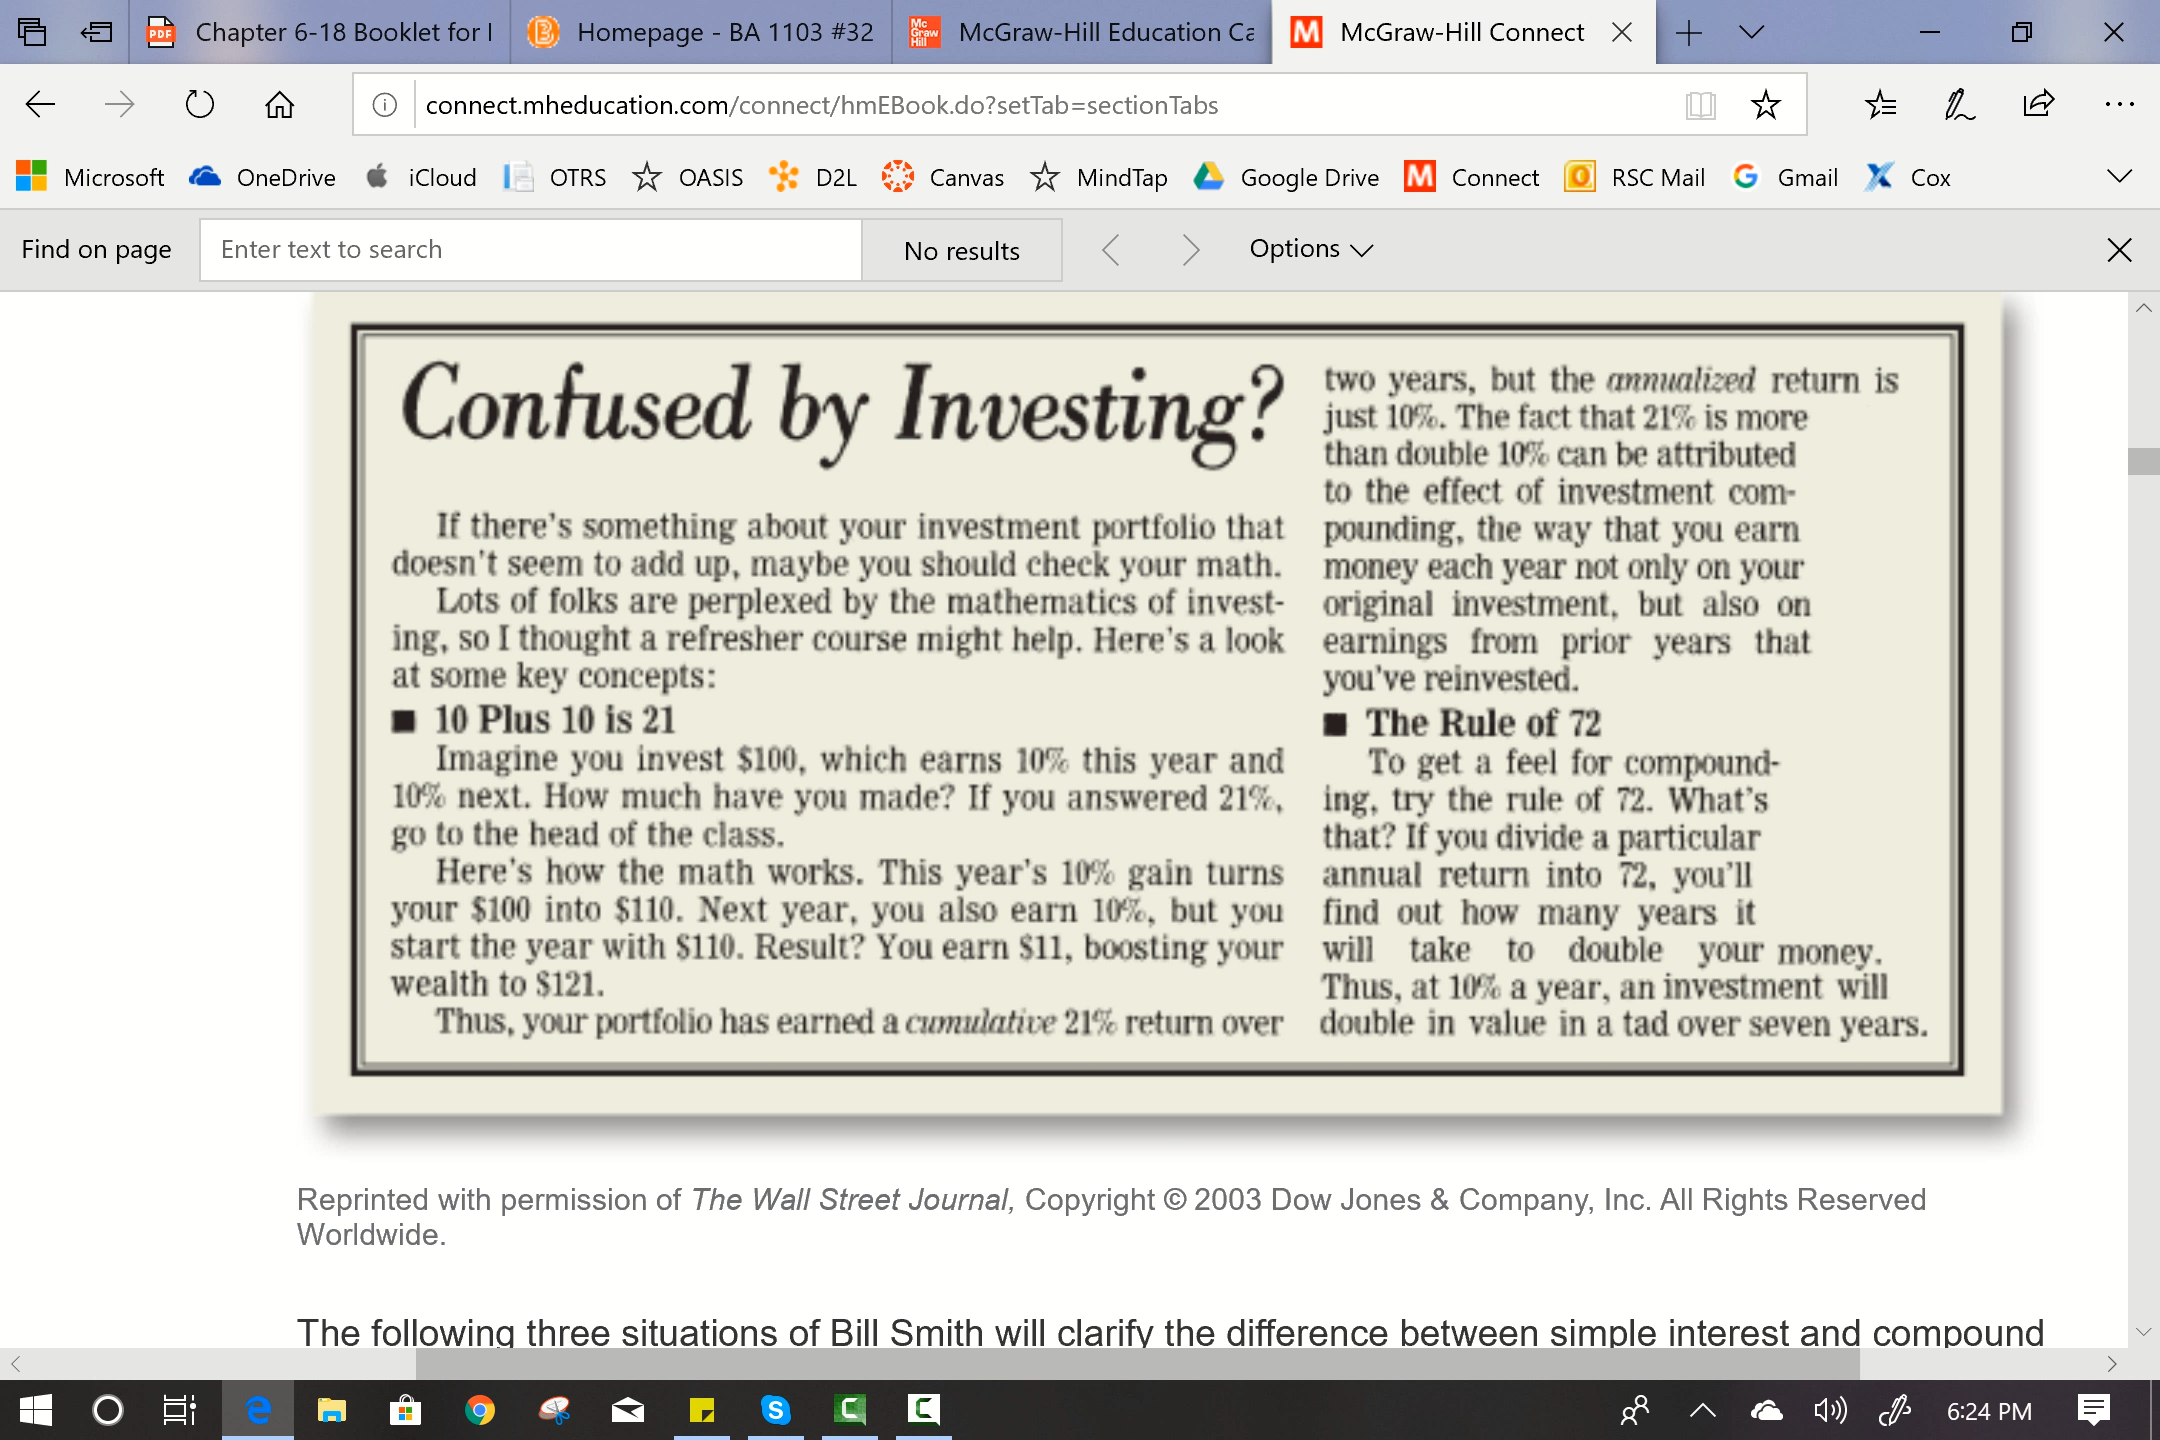 Chapter 6-18 Booklet for I
Homepage - BA 1103 #32
McGraw-Hill Education Ca
McGraw-Hill Connect
connect.mheducation.com/connect/hmEBook.do?setTab=sectionTabs
Microsoft OneDrive iCloud OTRS OASIS D2L Canvas MindTap Google Drive Connect RSC Mail Gmail Cox
Find on page Enter text to search No results Options
Confused by Investing?
If there's something about your investment portfolio that
doesn't seem to add up, maybe you should check your math.
Lots of folks are perplexed by the mathematics of invest-
ing, so I thought a refresher course might help. Here's a look
at some key concepts:
■ 10 Plus 10 is 21
Imagine you invest $100, which earns 10% this year and
10% next. How much have you made? If you answered 21%,
go to the head of the class.
Here's how the math works. This year's 10% gain turns
your $100 into $110. Next year, you also earn 10%, but you
start the year with $110. Result? You earn $11, boosting your
wealth to $121.
Thus, your portfolio has earned a cumulative 21% return over
two years, but the annualized return is
just 10%. The fact that 21% is more
than double 10% can be attributed
to the effect of investment com-
pounding, the way that you earn
money each year not only on your
original investment, but also on
earnings from prior years that
you've reinvested.
■ The Rule of 72
To get a feel for compound-
ing, try the rule of 72. What's
that? If you divide a particular
annual return into 72, you'll
find out how many years it
will take to double your money.
Thus, at 10% a year, an investment will
double in value in a tad over seven years.
Reprinted with permission of The Wall Street Journal, Copyright © 2003 Dow Jones & Company, Inc. All Rights Reserved
Worldwide.
The following three situations of Bill Smith will clarify the difference between simple interest and compound
6:24 PM